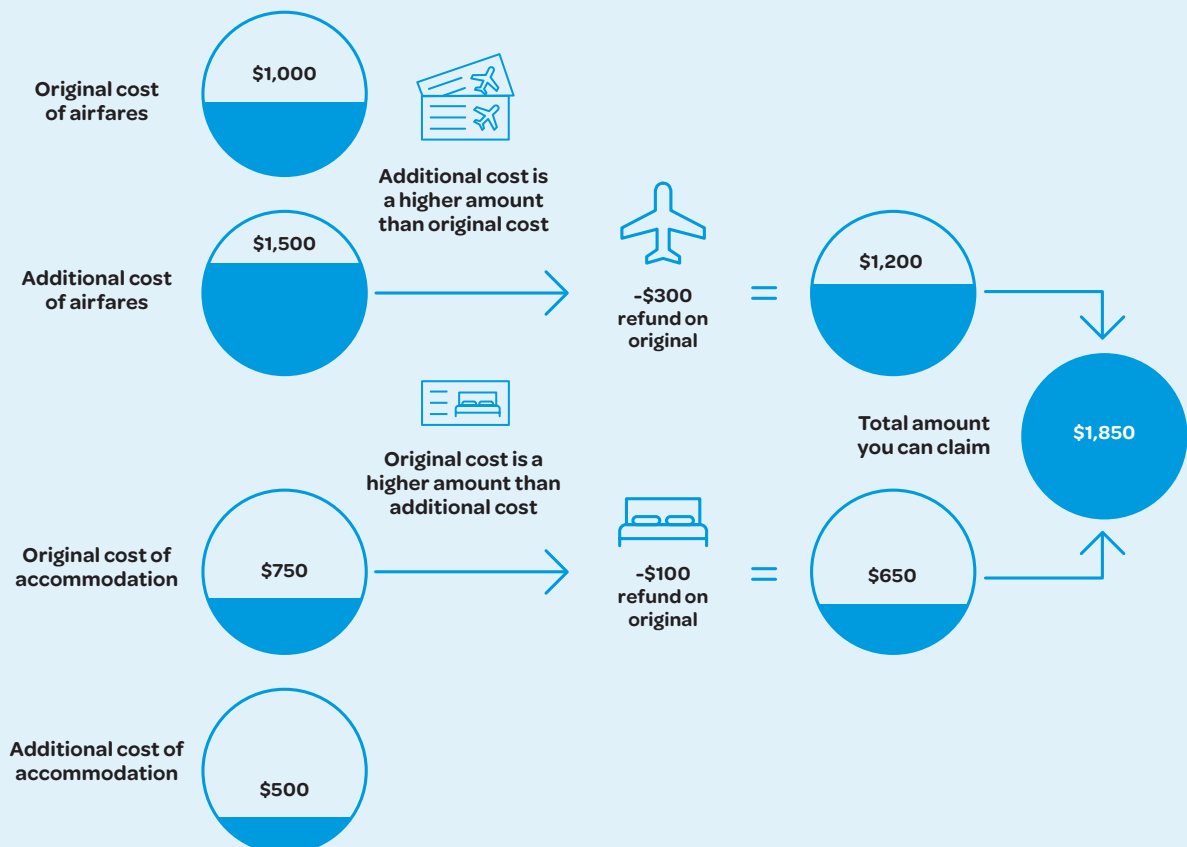 $1,000
Original cost
of airfares
Additional cost is
a higher amount
than original cost
$1,500
Additional cost
of airfares
-$300
refund on
original
=
$1,200
Total amount
you can claim
$1,850
Original cost is a
higher amount than
additional cost
Original cost of
accommodation
$750
-$100
refund on
original
=
$650
Additional cost of
accommodation
$500